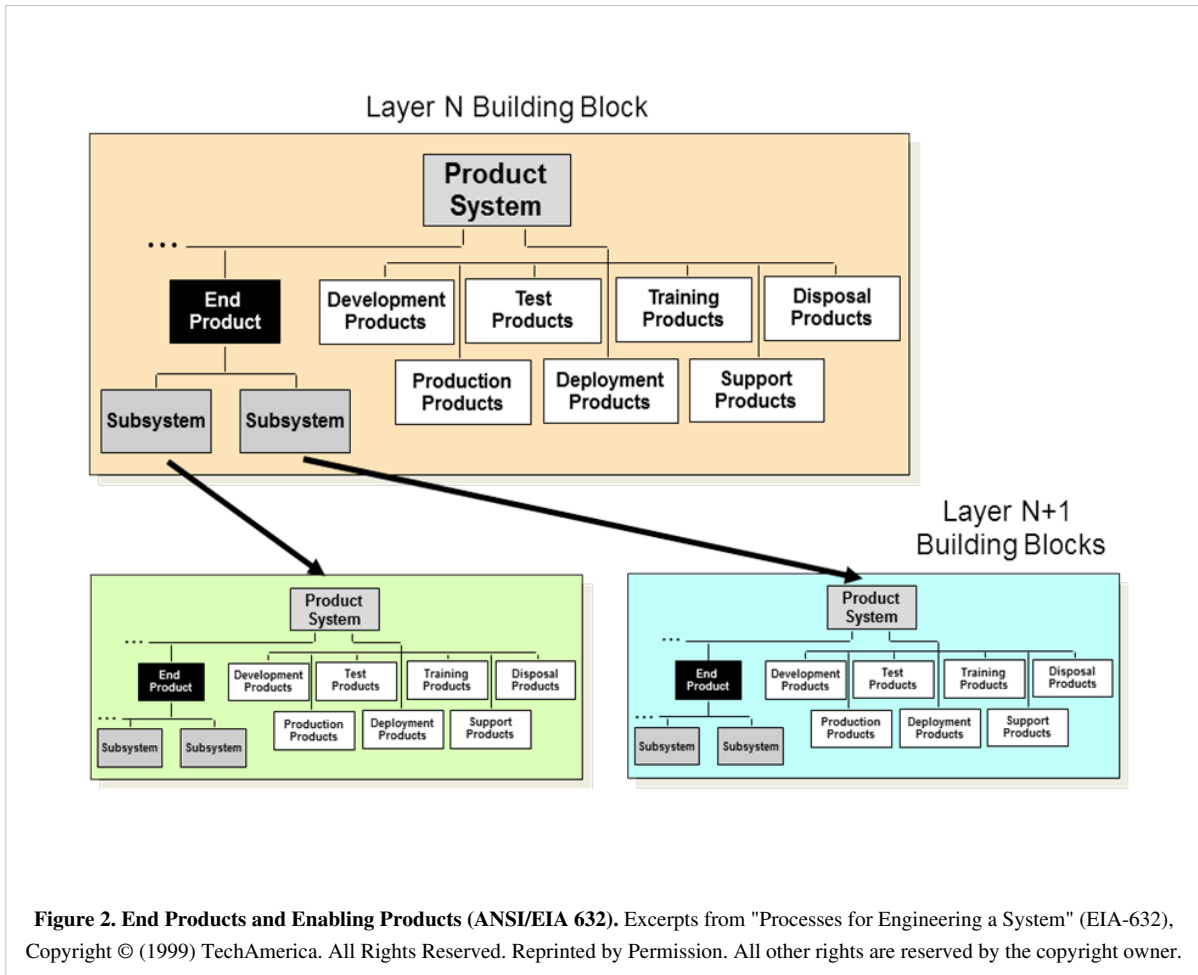 Layer N Building Block
Product
System
...
End
Product
Development
Products
Test
Products
Training
Products
Disposal
Products
Production
Products
Deployment
Products
Support
Products
Subsystem
Subsystem
Layer N+1
Building Blocks
Product
System
...
End
Product
Development
Products
Test
Products
Training
Products
Disposal
Products
...
Production
Products
Deployment
Products
Support
Products
Subsystem
Subsystem
Product
System
...
End
Product
Development
Products
Test
Products
Training
Products
Disposal
Products
...
Production
Products
Deployment
Products
Support
Products
Subsystem
Subsystem
Figure 2. End Products and Enabling Products (ANSI/EIA 632). Excerpts from "Processes for Engineering a System" (EIA-632),
Copyright © (1999) TechAmerica. All Rights Reserved. Reprinted by Permission. All other rights are reserved by the copyright owner.